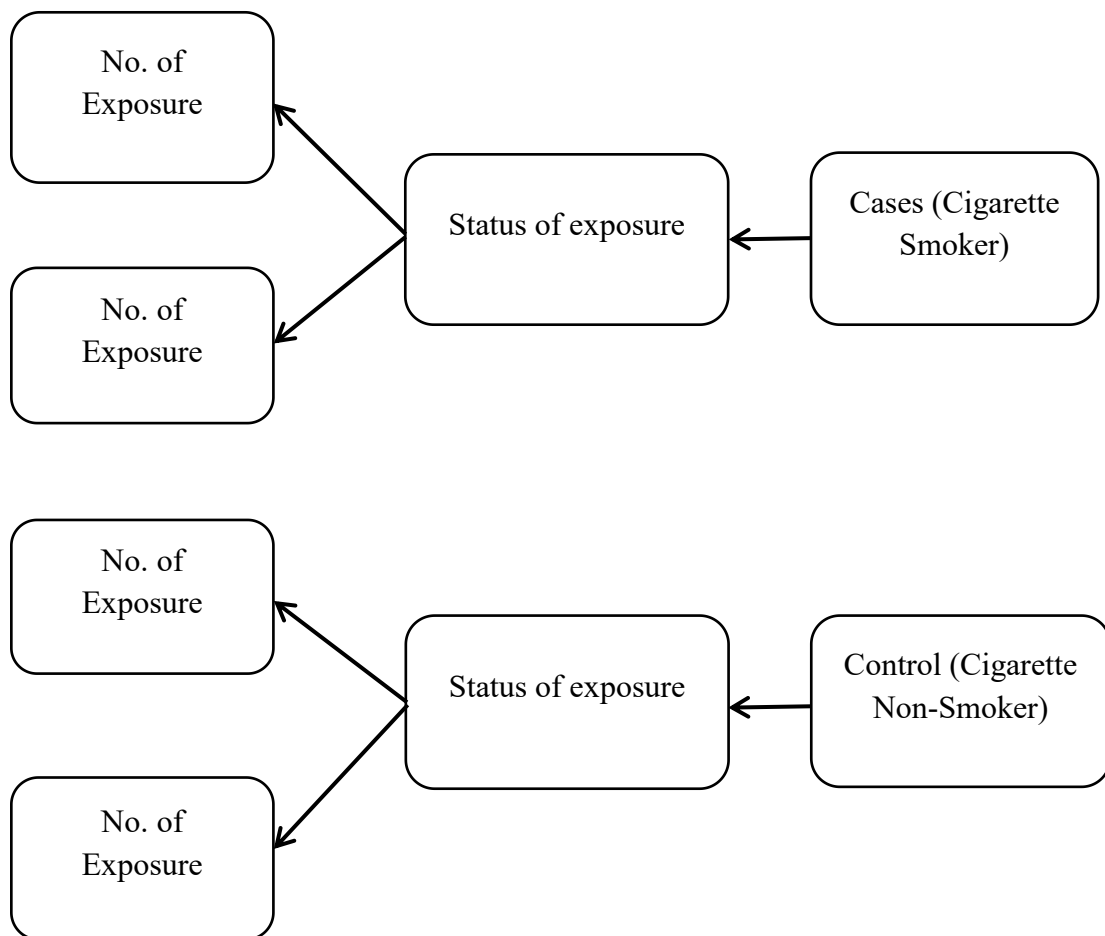 No. of
Exposure
Status of exposure
Cases (Cigarette
Smoker)
No. of
Exposure
No. of
Exposure
Status of exposure
Control (Cigarette
Non-Smoker)
No. of
Exposure